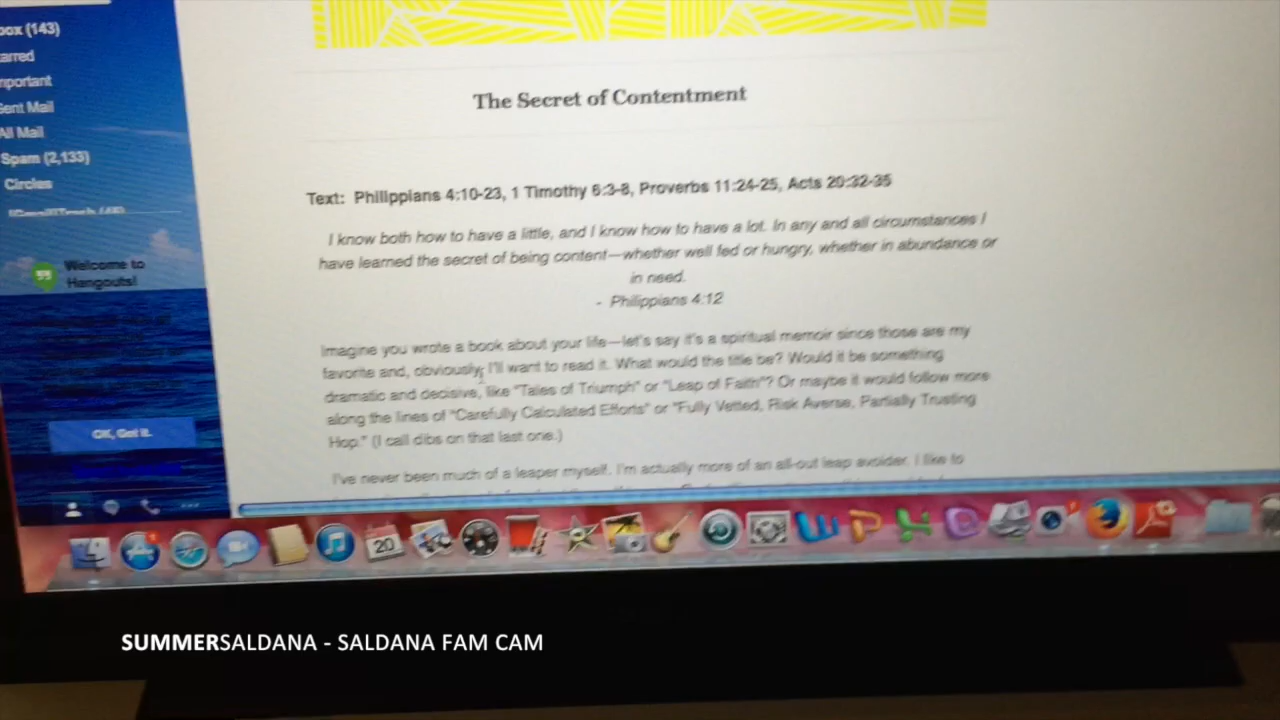 box (143)
arred
mportant
Sent Mail
All Mail
Spam (2,133)
Circles
Welcome to
Hangouts!
OK, Got it.
The Secret of Contentment
Text: Philippians 4:10-23, 1 Timothy 6:3-8, Proverbs 11:24-25, Acts 20:32-35
I know both how to have a little, and I know how to have a lot. In any and all circumstances I
have learned the secret of being content—whether well fed or hungry, whether in abundance or
in need.
- Philippians 4:12
Imagine you wrote a book about your life—let's say it's a spiritual memoir since those are my
favorite and, obviously, I'll want to read it. What would the title be? Would it be something
dramatic and decisive, like "Tales of Triumph" or "Leap of Faith"? Or maybe it would follow more
along the lines of "Carefully Calculated Efforts" or "Fully Vetted, Risk Averse, Partially Trusting
Hop." (I call dibs on that last one.)
I've never been much of a leaper myself. I'm actually more of an all-out leap avoider. I like to
20
SUMMERSALDANA - SALDANA FAM CAM